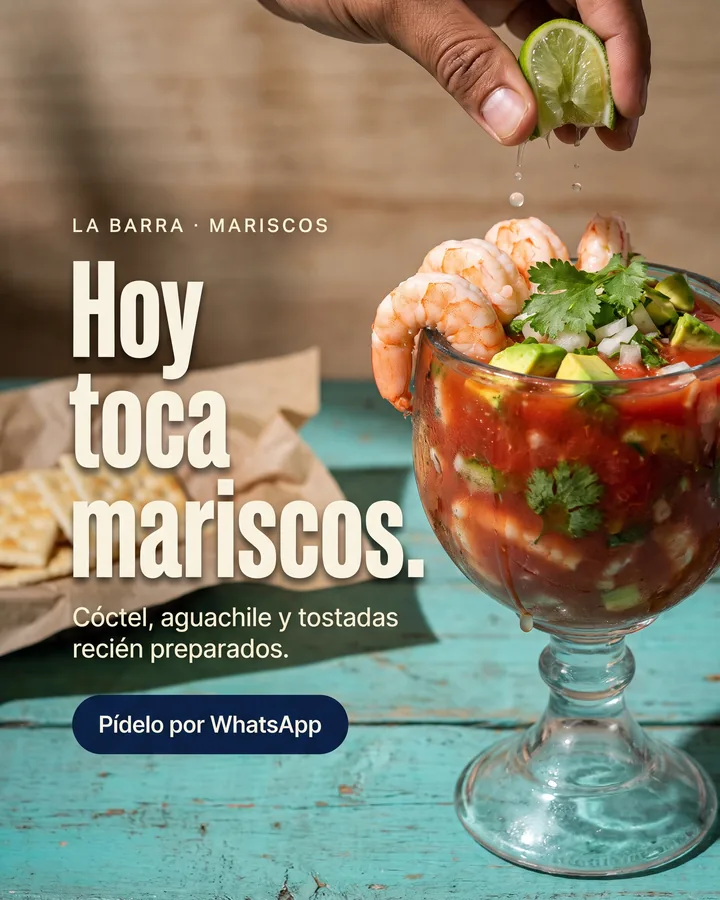 LA BARRA · MARISCOS
Hoy
toca
mariscos.
Cóctel, aguachile y tostadas
recién preparados.
Pídelo por WhatsApp